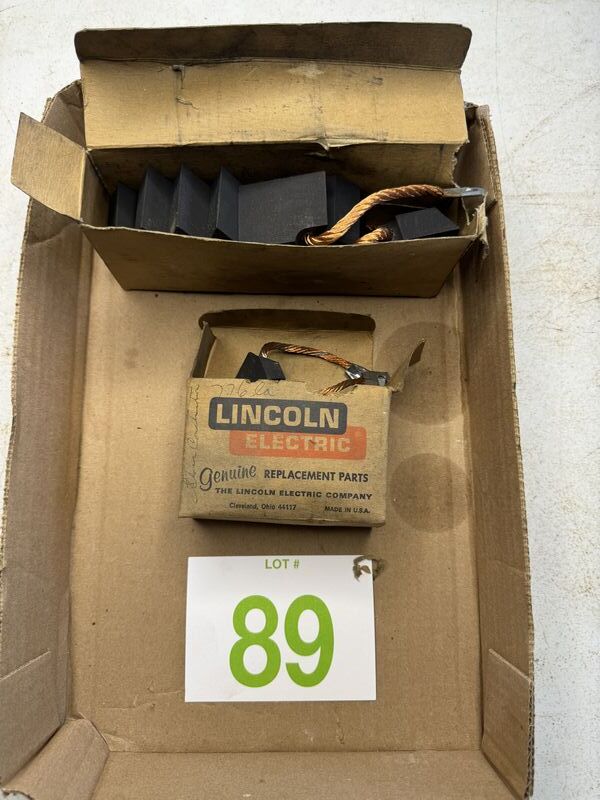 LINCOLN
ELECTRIC
Genuine REPLACEMENT PARTS
THE LINCOLN ELECTRIC COMPANY
Cleveland, Ohio 44117 MADE IN U.S.A.
LOT #
89